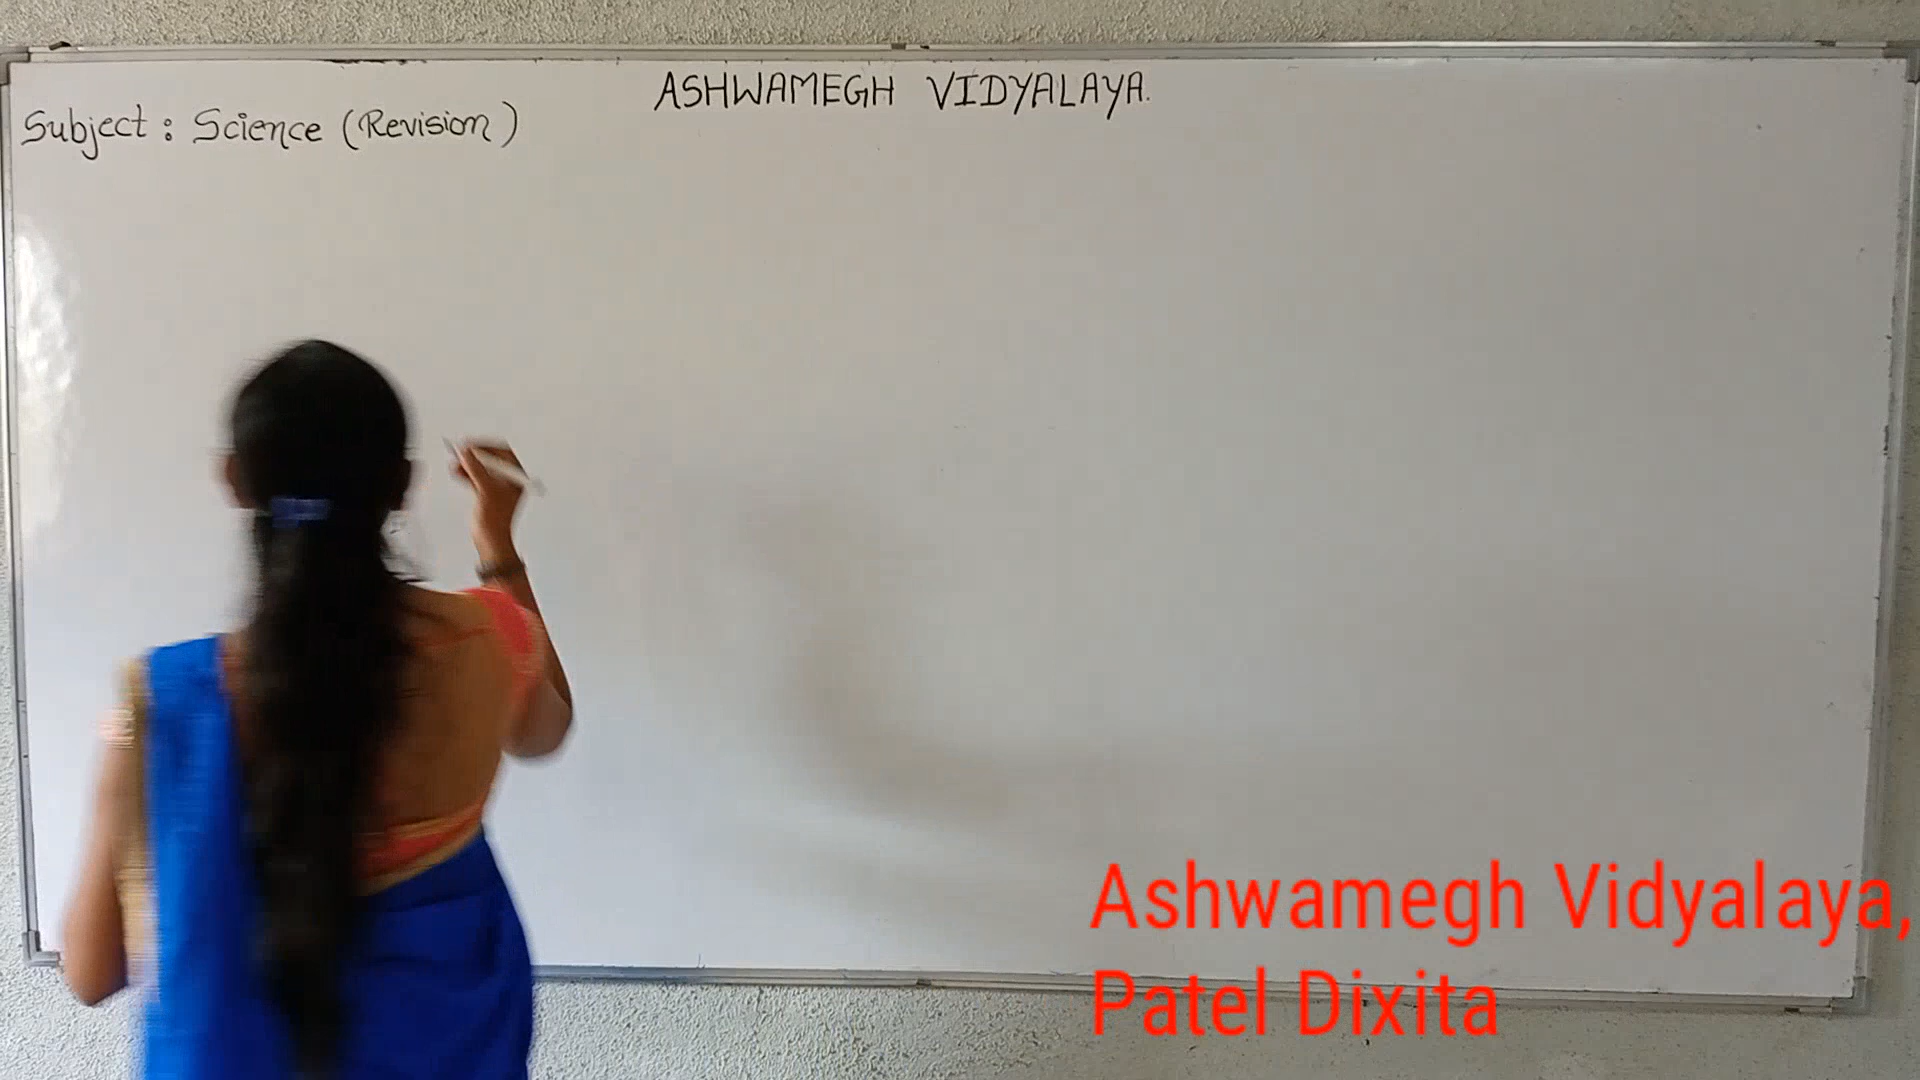 ASHWAMEGH VIDYALAYA.
Subject : Science (Revision)
Ashwamegh Vidyalaya,
Patel Dixita